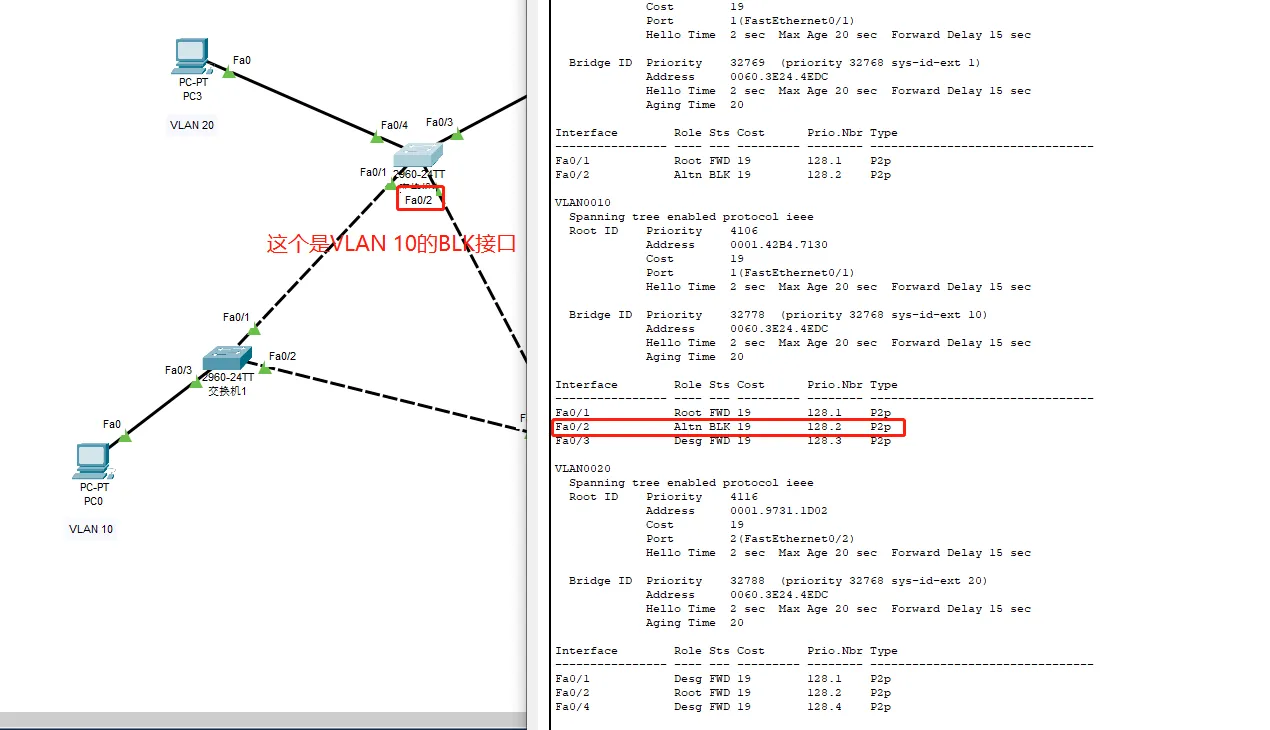 Fa0
PC-PT
PC3
VLAN 20
Fa0/4
Fa0/3
Fa0/1
2960-24TT
Fa0/2
这个是VLAN 10的BLK接口
Fa0/1
Fa0/2
Fa0/3
2960-24TT
交换机1
Fa0
PC-PT
PC0
VLAN 10
F
Cost 19
Port 1(FastEthernet0/1)
Hello Time 2 sec Max Age 20 sec Forward Delay 15 sec
Bridge ID Priority 32769 (priority 32768 sys-id-ext 1)
Address 0060.3E24.4EDC
Hello Time 2 sec Max Age 20 sec Forward Delay 15 sec
Aging Time 20
Interface Role Sts Cost Prio.Nbr Type
---------------- ---- --- --------- -------- --------------------------------
Fa0/1 Root FWD 19 128.1 P2p
Fa0/2 Altn BLK 19 128.2 P2p
VLAN0010
Spanning tree enabled protocol ieee
Root ID Priority 4106
Address 0001.42B4.7130
Cost 19
Port 1(FastEthernet0/1)
Hello Time 2 sec Max Age 20 sec Forward Delay 15 sec
Bridge ID Priority 32778 (priority 32768 sys-id-ext 10)
Address 0060.3E24.4EDC
Hello Time 2 sec Max Age 20 sec Forward Delay 15 sec
Aging Time 20
Interface Role Sts Cost Prio.Nbr Type
---------------- ---- --- --------- -------- --------------------------------
Fa0/1 Root FWD 19 128.1 P2p
Fa0/2 Altn BLK 19 128.2 P2p
Fa0/3 Desg FWD 19 128.3 P2p
VLAN0020
Spanning tree enabled protocol ieee
Root ID Priority 4116
Address 0001.9731.1D02
Cost 19
Port 2(FastEthernet0/2)
Hello Time 2 sec Max Age 20 sec Forward Delay 15 sec
Bridge ID Priority 32788 (priority 32768 sys-id-ext 20)
Address 0060.3E24.4EDC
Hello Time 2 sec Max Age 20 sec Forward Delay 15 sec
Aging Time 20
Interface Role Sts Cost Prio.Nbr Type
---------------- ---- --- --------- -------- --------------------------------
Fa0/1 Desg FWD 19 128.1 P2p
Fa0/2 Root FWD 19 128.2 P2p
Fa0/4 Desg FWD 19 128.4 P2p